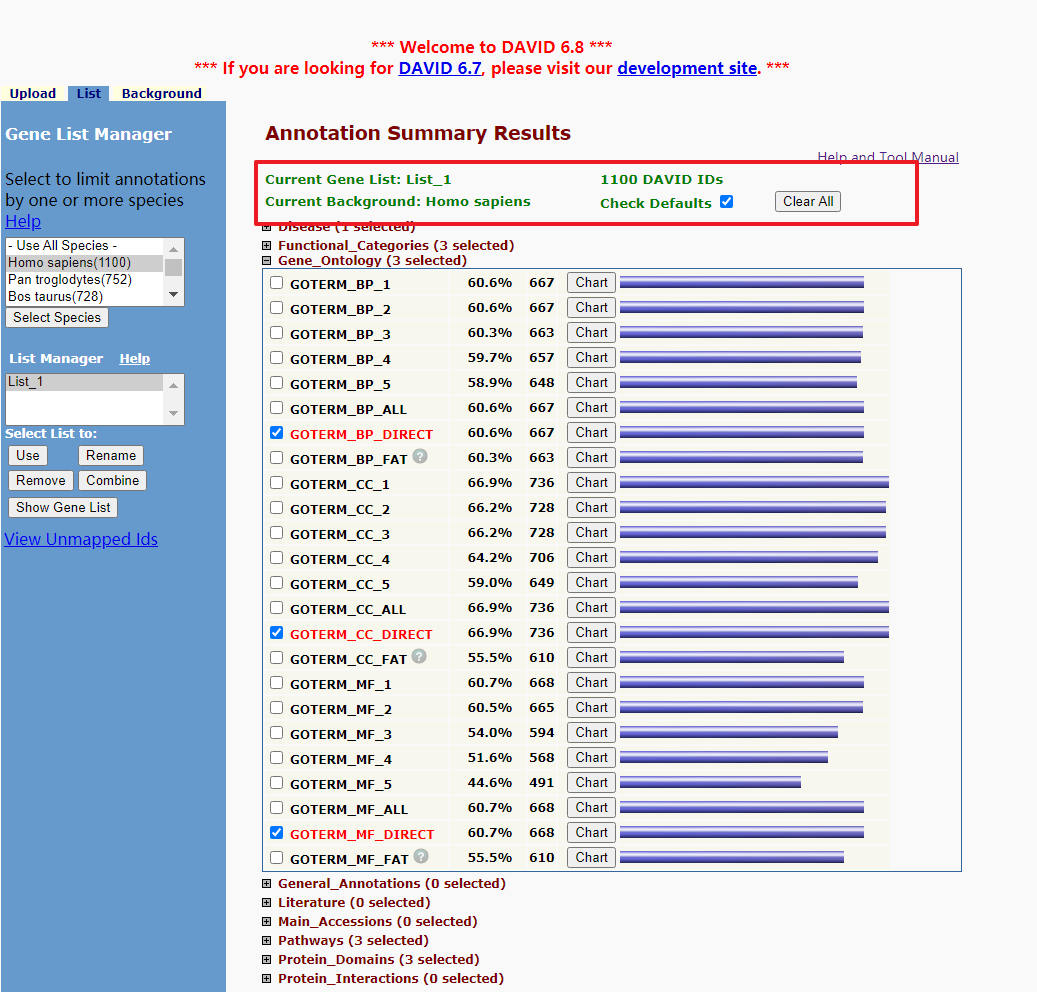 *** Welcome to DAVID 6.8 ***
*** If you are looking for DAVID 6.7, please visit our development site. ***
Upload List Background
Gene List Manager
Select to limit annotations
by one or more species
Help
- Use All Species -
Homo sapiens(1100)
Pan troglodytes(752)
Bos taurus(728)
Select Species
List Manager Help
List_1
Select List to:
Use Rename
Remove Combine
Show Gene List
View Unmapped Ids
Annotation Summary Results
Help and Tool Manual
Current Gene List: List_1 1100 DAVID IDs
Current Background: Homo sapiens Check Defaults Clear All
Disease (1 selected)
Functional_Categories (3 selected)
Gene_Ontology (3 selected)
GOTERM_BP_1 60.6% 667 Chart
GOTERM_BP_2 60.6% 667 Chart
GOTERM_BP_3 60.3% 663 Chart
GOTERM_BP_4 59.7% 657 Chart
GOTERM_BP_5 58.9% 648 Chart
GOTERM_BP_ALL 60.6% 667 Chart
GOTERM_BP_DIRECT 60.6% 667 Chart
GOTERM_BP_FAT ? 60.3% 663 Chart
GOTERM_CC_1 66.9% 736 Chart
GOTERM_CC_2 66.2% 728 Chart
GOTERM_CC_3 66.2% 728 Chart
GOTERM_CC_4 64.2% 706 Chart
GOTERM_CC_5 59.0% 649 Chart
GOTERM_CC_ALL 66.9% 736 Chart
GOTERM_CC_DIRECT 66.9% 736 Chart
GOTERM_CC_FAT ? 55.5% 610 Chart
GOTERM_MF_1 60.7% 668 Chart
GOTERM_MF_2 60.5% 665 Chart
GOTERM_MF_3 54.0% 594 Chart
GOTERM_MF_4 51.6% 568 Chart
GOTERM_MF_5 44.6% 491 Chart
GOTERM_MF_ALL 60.7% 668 Chart
GOTERM_MF_DIRECT 60.7% 668 Chart
GOTERM_MF_FAT ? 55.5% 610 Chart
General_Annotations (0 selected)
Literature (0 selected)
Main_Accessions (0 selected)
Pathways (3 selected)
Protein_Domains (3 selected)
Protein_Interactions (0 selected)